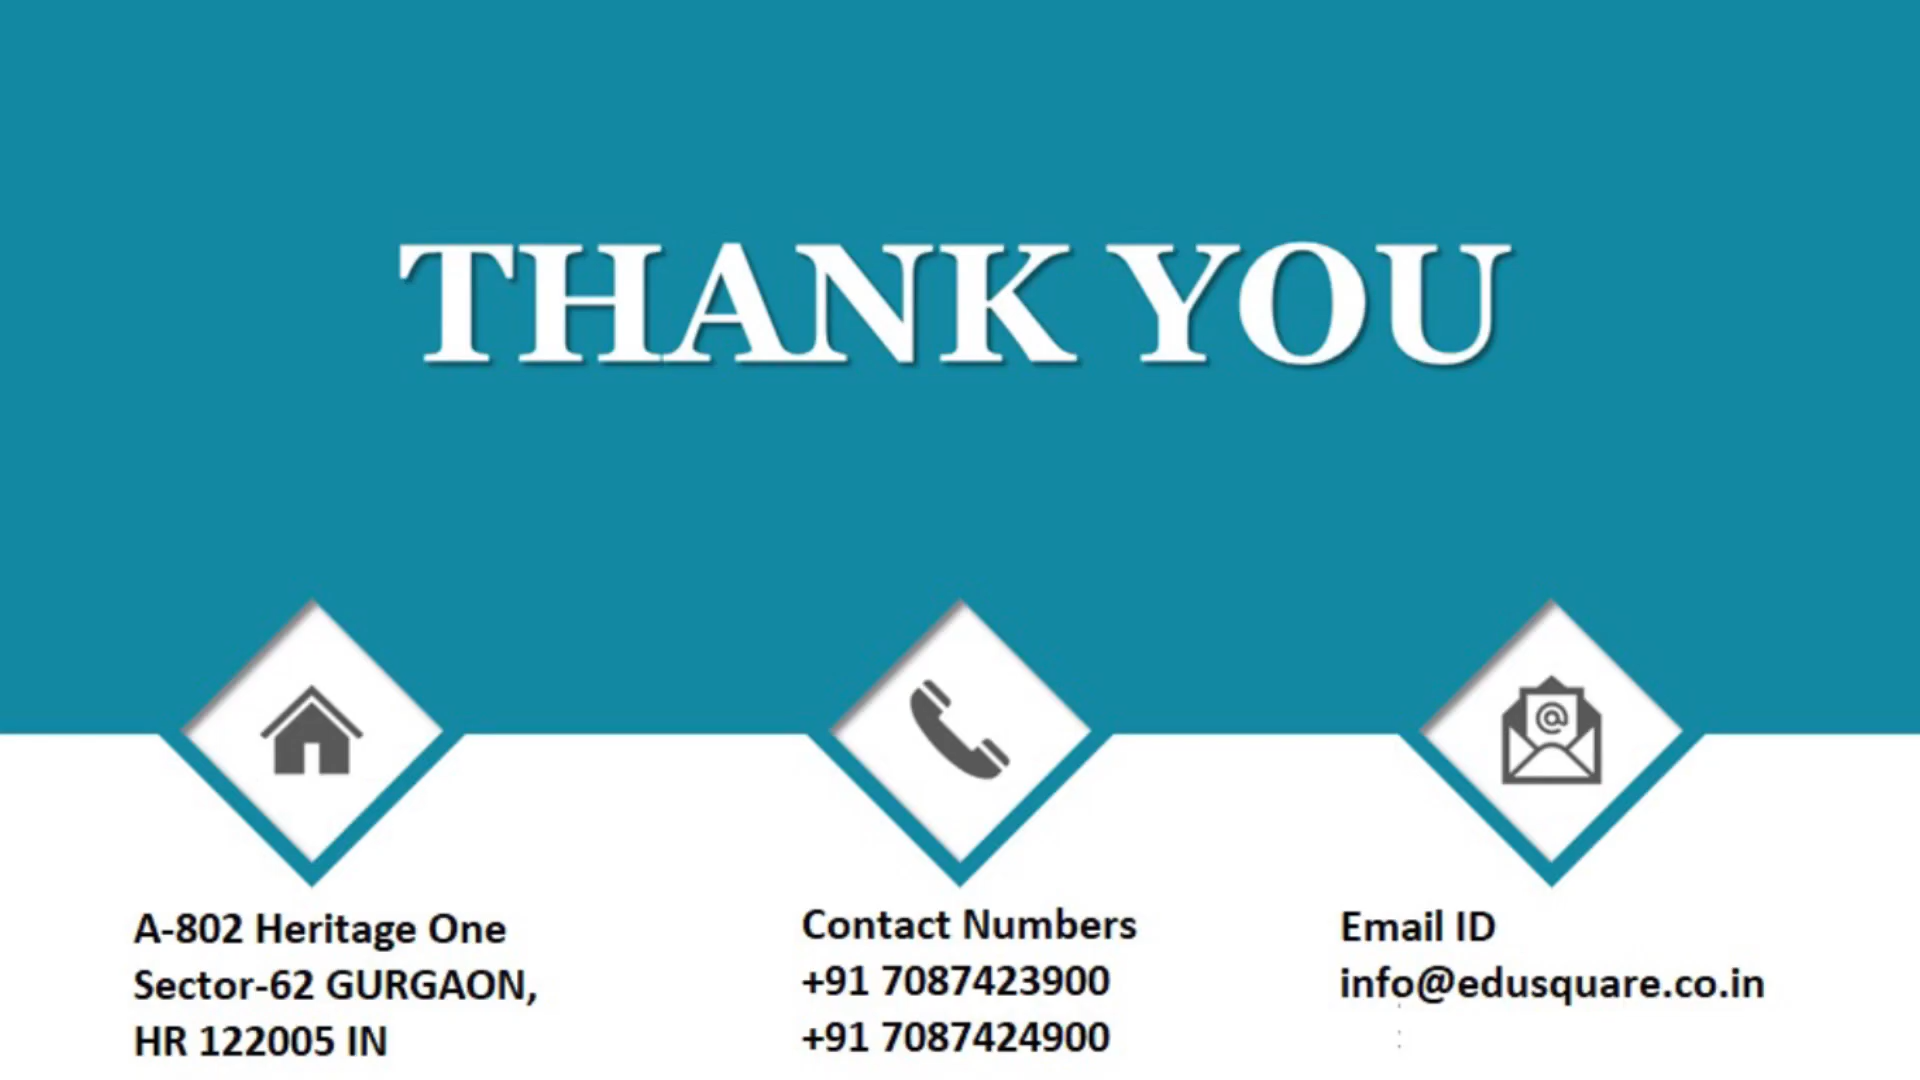 THANK YOU
A-802 Heritage One
Sector-62 GURGAON,
HR 122005 IN
Contact Numbers
+91 7087423900
+91 7087424900
Email ID
info@edusquare.co.in